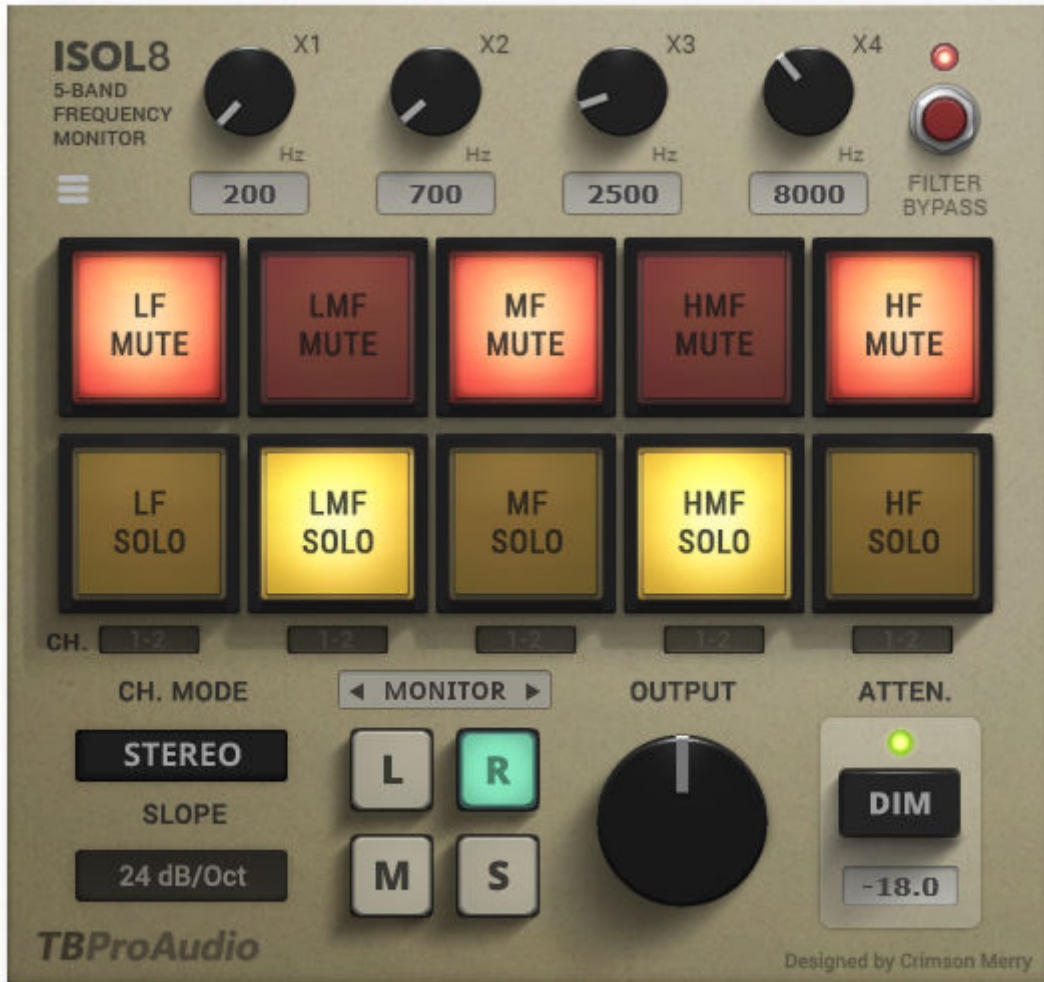 ISOL8
5-BAND
FREQUENCY
MONITOR
X1
X2
X3
X4
Hz
Hz
Hz
Hz
200
700
2500
8000
FILTER
BYPASS
LF
MUTE
LMF
MUTE
MF
MUTE
HMF
MUTE
HF
MUTE
LF
SOLO
LMF
SOLO
MF
SOLO
HMF
SOLO
HF
SOLO
CH. 1-2 1-2 1-2 1-2 1-2
CH. MODE
STEREO
SLOPE
24 dB/Oct
MONITOR
L R
M S
OUTPUT
ATTEN.
DIM
-18.0
TBProAudio
Designed by Crimson Merry